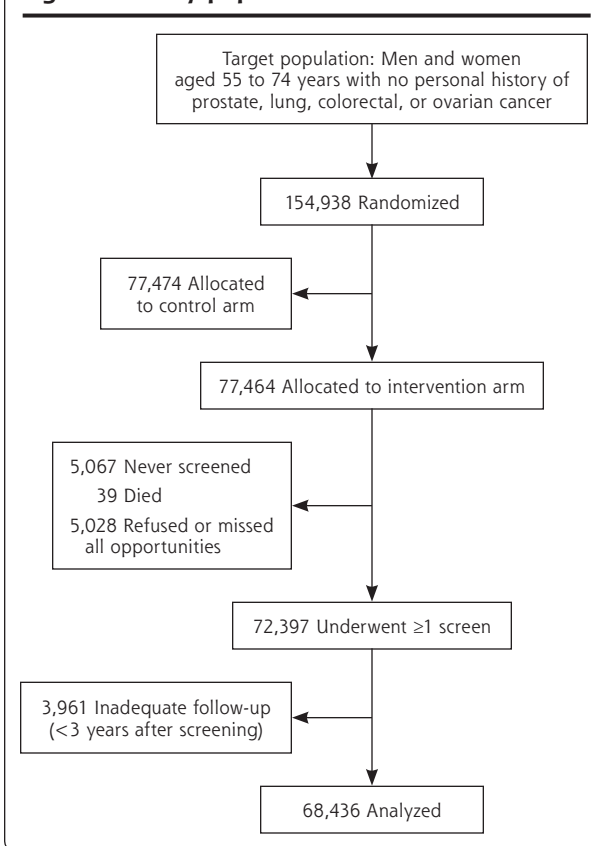 Target population: Men and women
aged 55 to 74 years with no personal history of
prostate, lung, colorectal, or ovarian cancer
154,938 Randomized
77,474 Allocated
to control arm
77,464 Allocated to intervention arm
5,067 Never screened
39 Died
5,028 Refused or missed
all opportunities
72,397 Underwent ≥1 screen
3,961 Inadequate follow-up
(<3 years after screening)
68,436 Analyzed